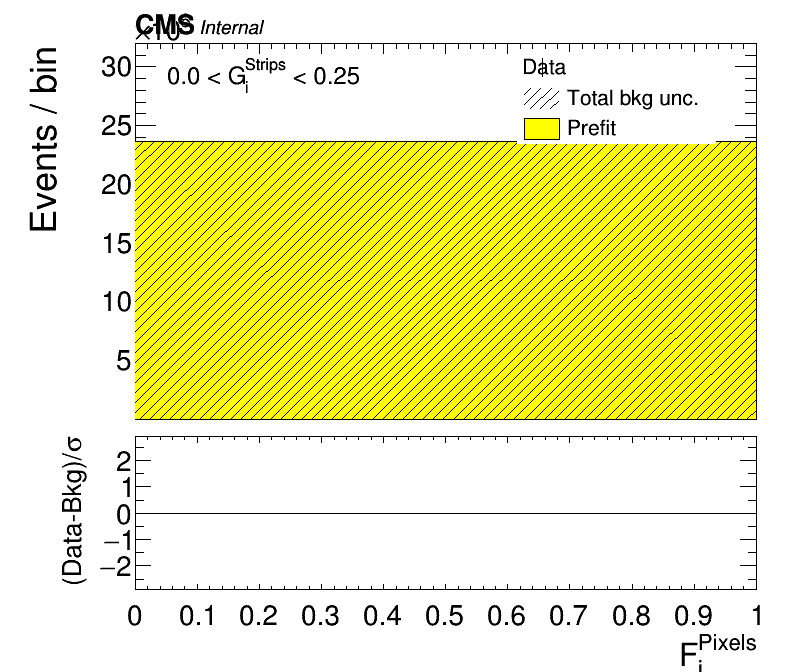 CMS Internal
Events / bin
0.0 < G_i^Strips < 0.25
Data
Total bkg unc.
Prefit
30
25
20
15
10
5
(Data-Bkg)/σ
2
1
0
−1
−2
0 0.1 0.2 0.3 0.4 0.5 0.6 0.7 0.8 0.9 1
F_i^Pixels